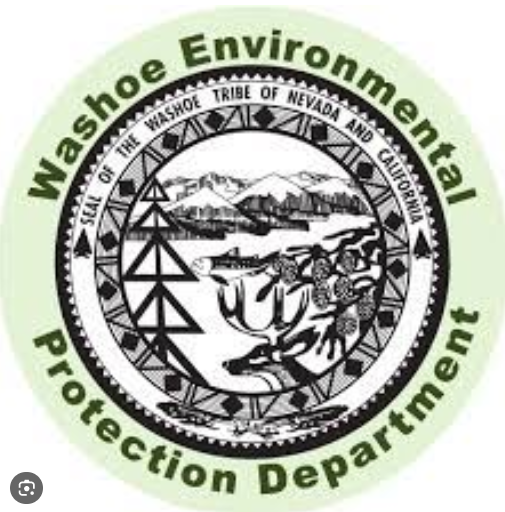 Washoe Environmental
SEAL OF THE WASHOE TRIBE OF NEVADA AND CALIFORNIA
Protection Department